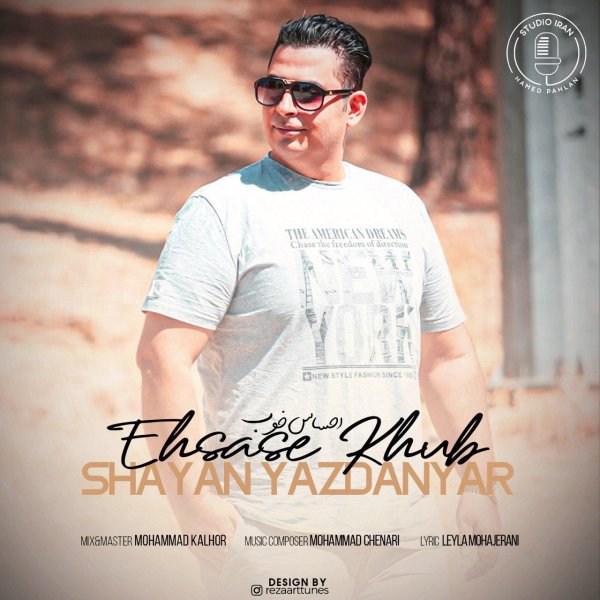 STUDIO IRAN
HAMED PAHLAN
THE AMERICAN DREAMS
Chase the freedom of direction
NEW
YORK
NEW STYLE FASHION SINCE
احساس خوب
Ehsase Khub
SHAYAN YAZDANYAR
MIX&MASTER MOHAMMAD KALHOR MUSIC COMPOSER MOHAMMAD CHENARI LYRIC LEYLA MOHAJERANI
DESIGN BY
rezaarttunes